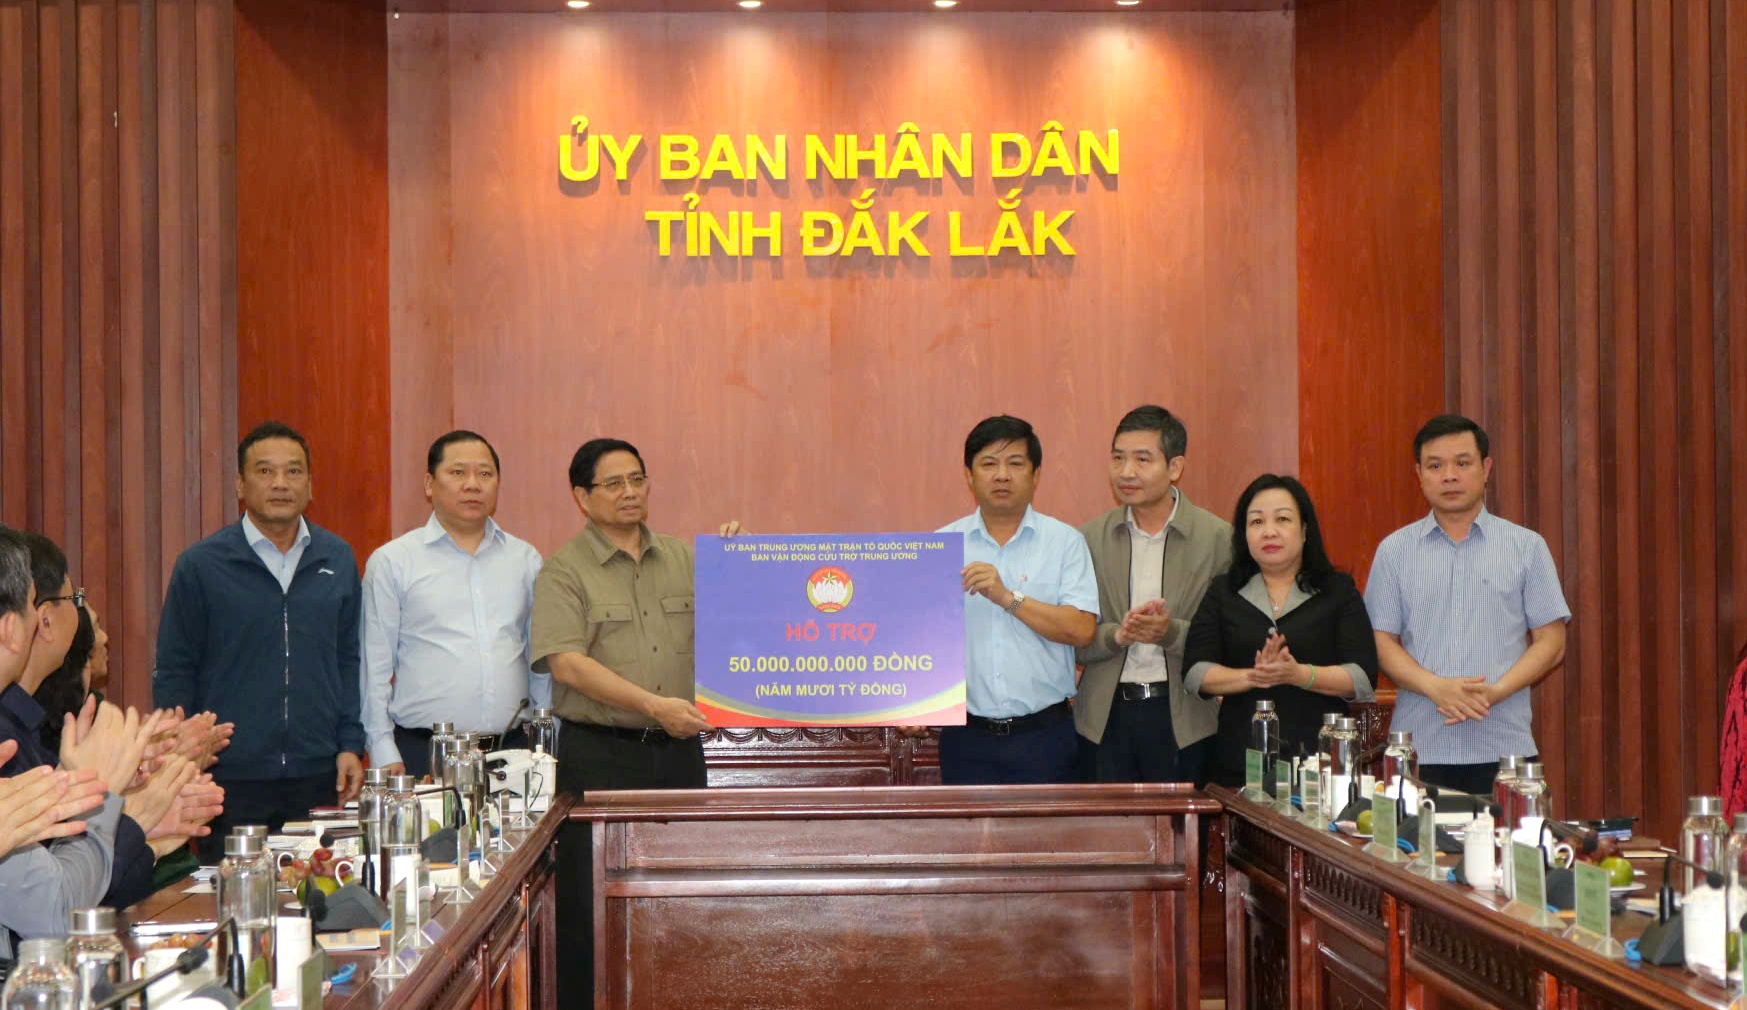 ỦY BAN NHÂN DÂN
TỈNH ĐẮK LẮK
UỶ BAN TRUNG ƯƠNG MẶT TRẬN TỔ QUỐC VIỆT NAM
BAN VẬN ĐỘNG CỨU TRỢ TRUNG ƯƠNG
HỖ TRỢ
50.000.000.000 ĐỒNG
(NĂM MƯƠI TỶ ĐỒNG)